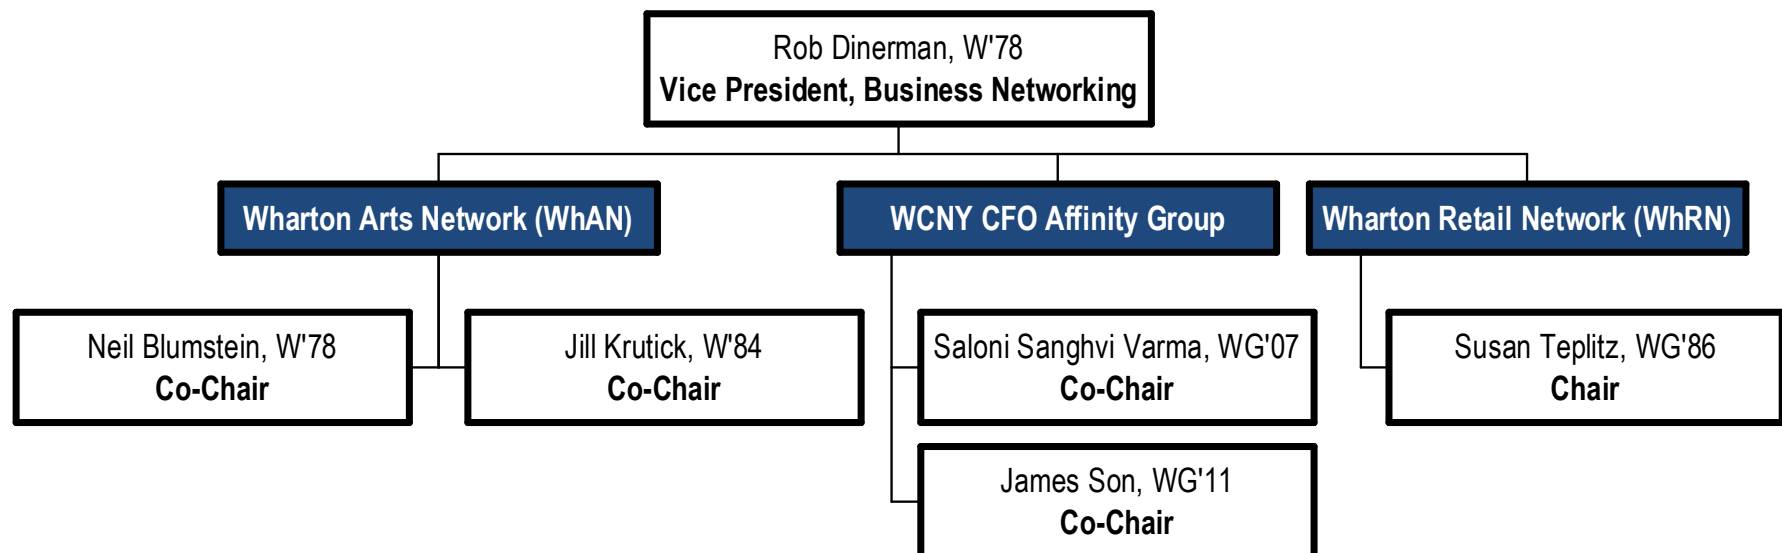 Rob Dinerman, W'78
Vice President, Business Networking
Wharton Arts Network (WhAN)
WCNY CFO Affinity Group
Wharton Retail Network (WhRN)
Neil Blumstein, W'78
Co-Chair
Jill Krutick, W'84
Co-Chair
Saloni Sanghvi Varma, WG'07
Co-Chair
Susan Teplitz, WG'86
Chair
James Son, WG'11
Co-Chair